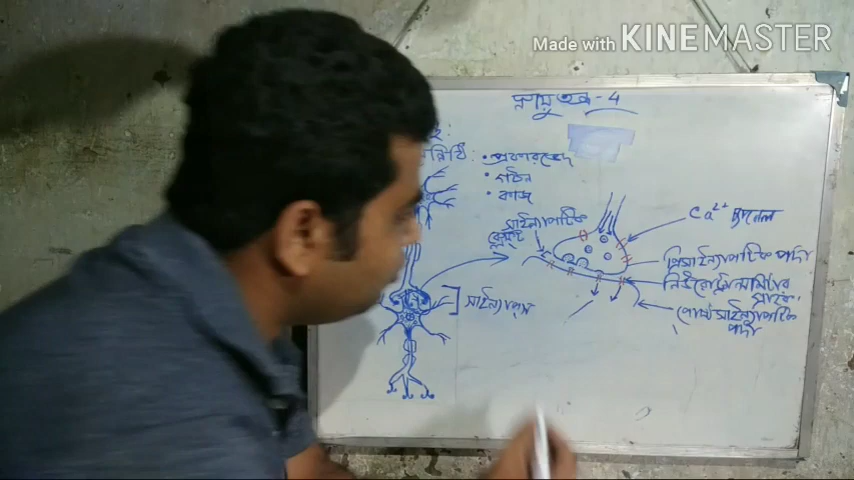 Made with KINEMASTER
স্নায়ুতন্ত্র - 4
• প্রকারভেদ
• গঠন
• কাজ
সাইন্যাপটিক
Ca²⁺ চ্যানেল
প্রিসাইন্যাপটিক পর্দা
নিউরোট্রান্সমিটার
পোস্টসাইন্যাপটিক
পর্দা
সাইন্যাপস